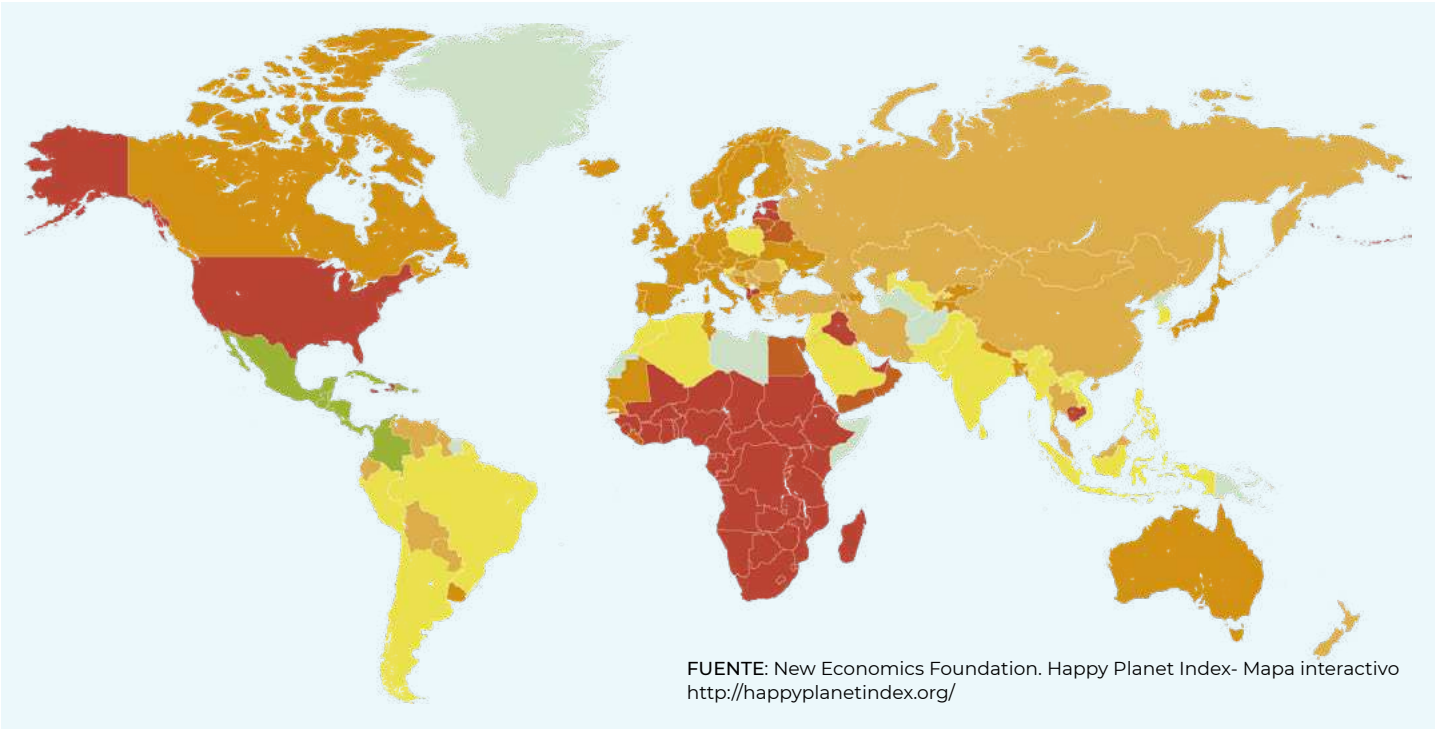 FUENTE: New Economics Foundation. Happy Planet Index- Mapa interactivo
http://happyplanetindex.org/